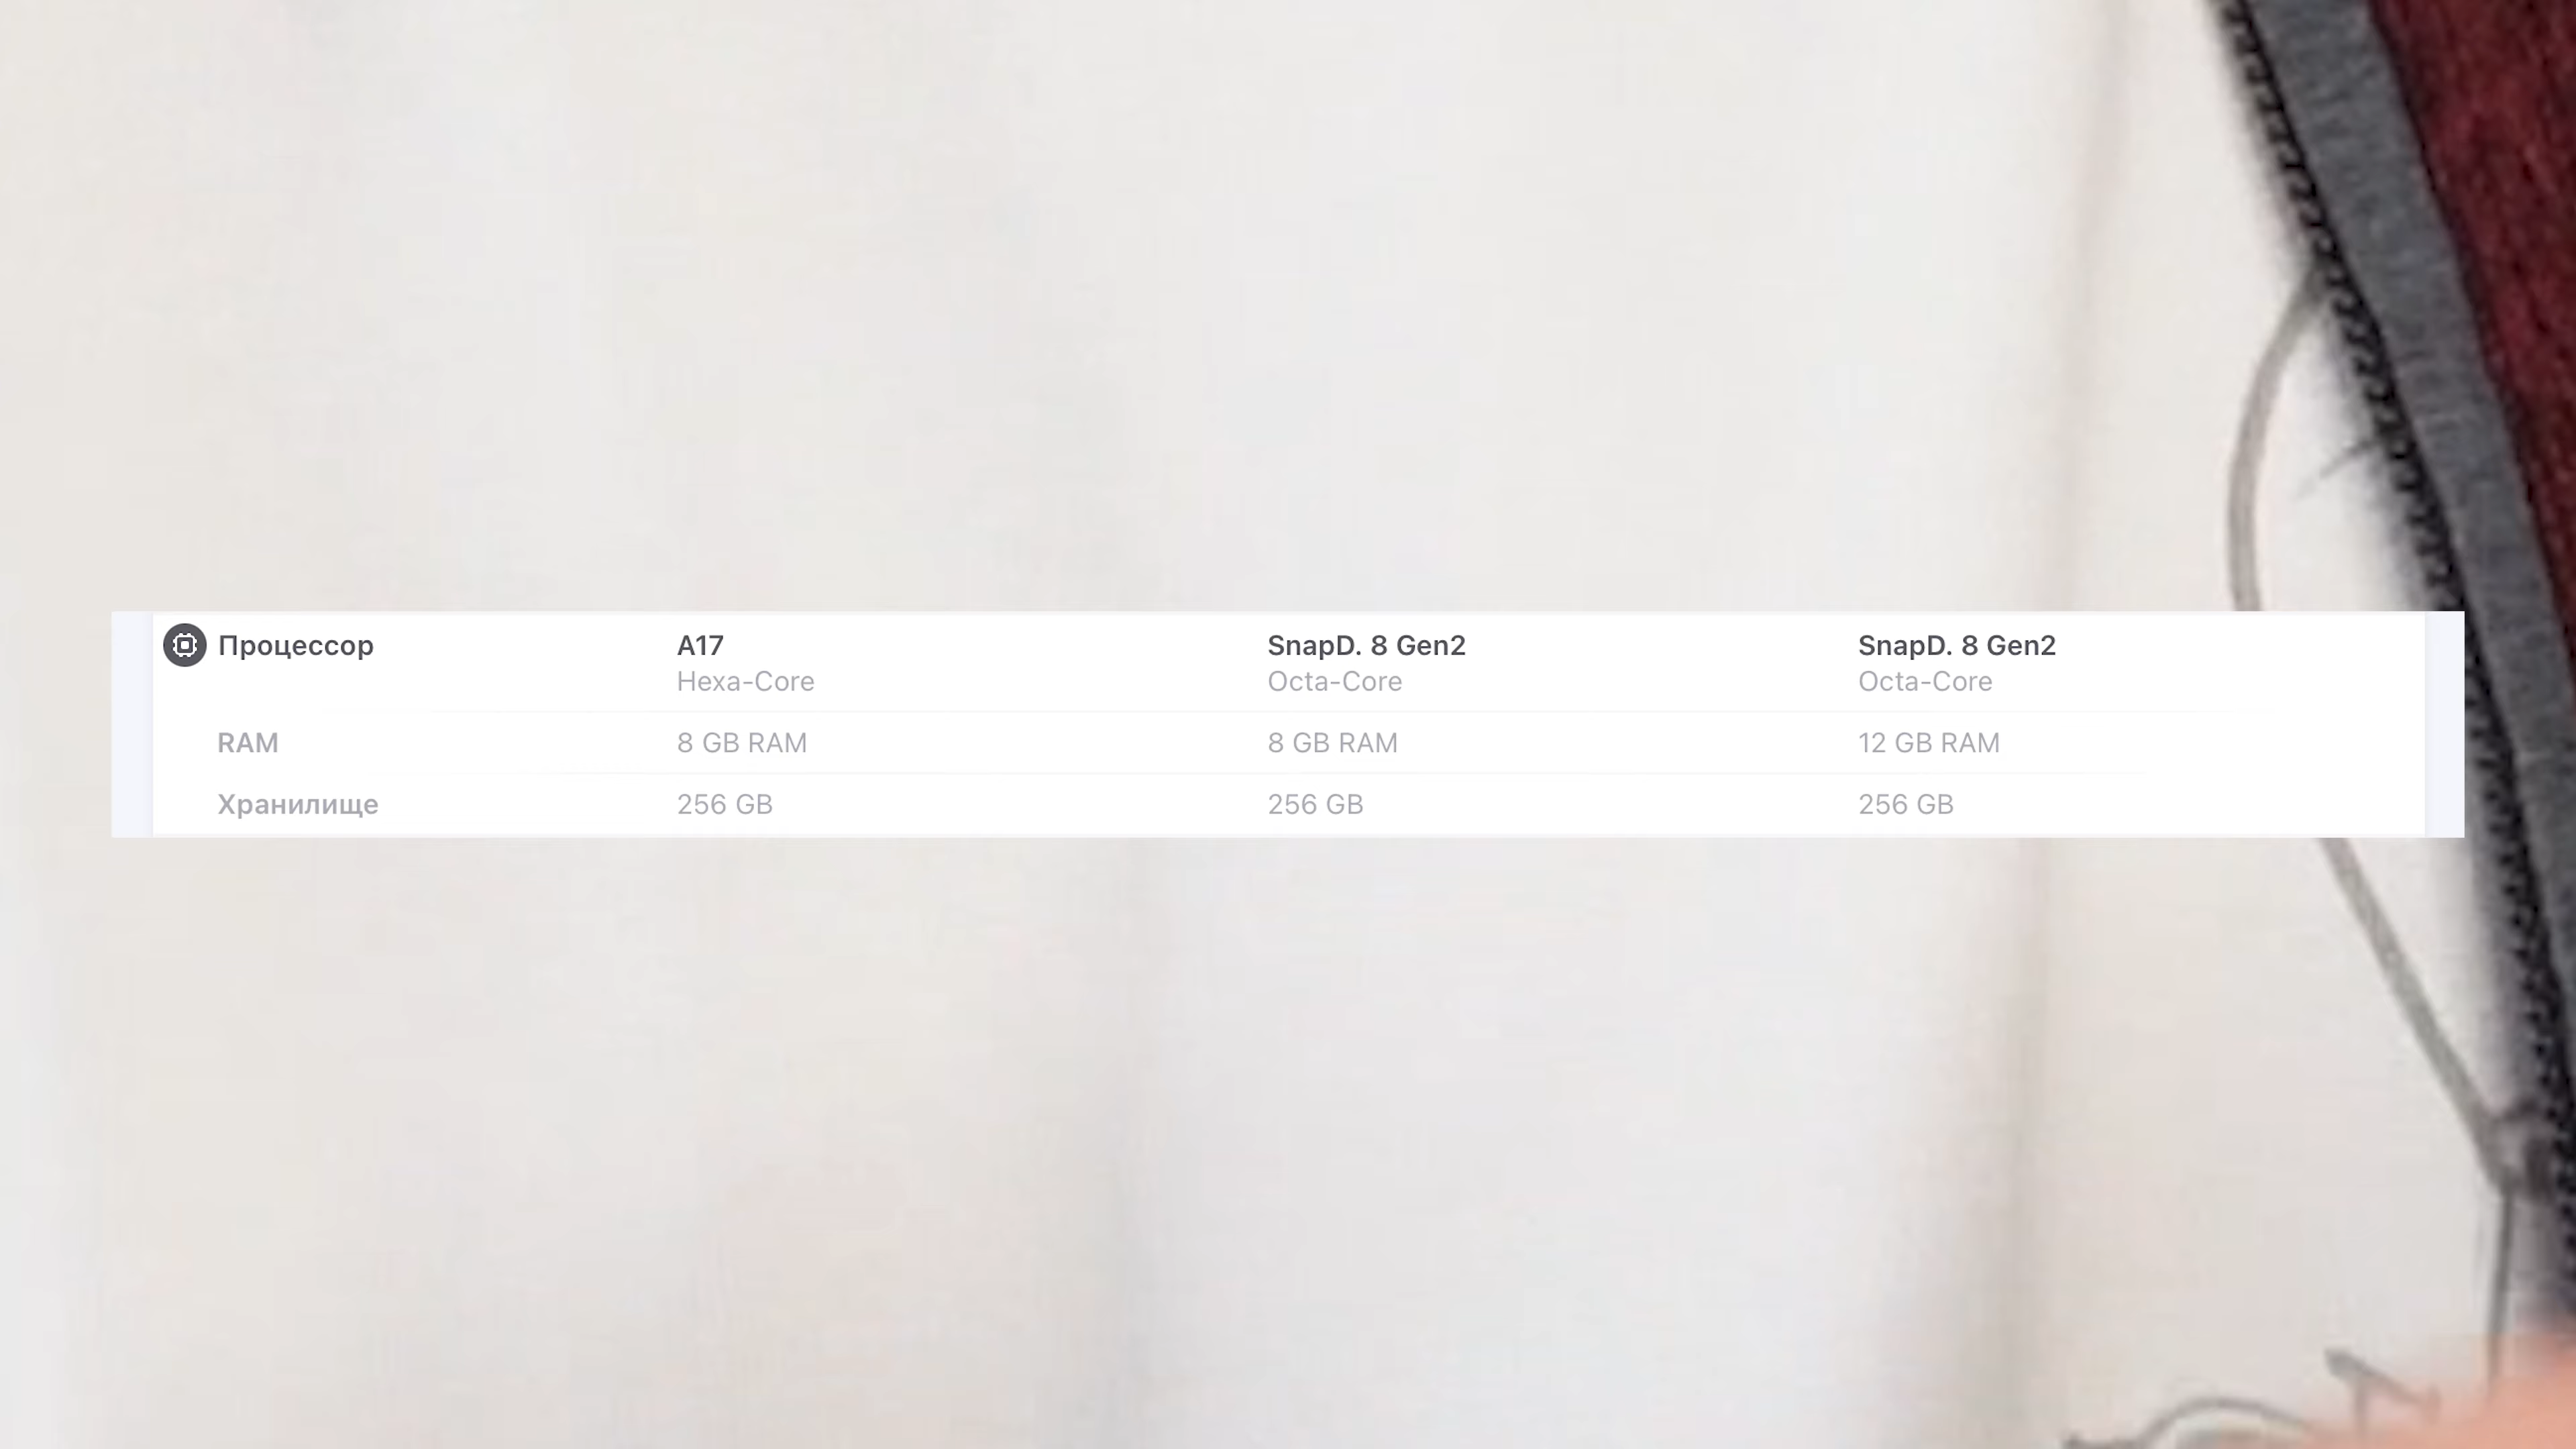 Процессор A17 SnapD. 8 Gen2 SnapD. 8 Gen2
Hexa-Core Octa-Core Octa-Core
RAM 8 GB RAM 8 GB RAM 12 GB RAM
Хранилище 256 GB 256 GB 256 GB